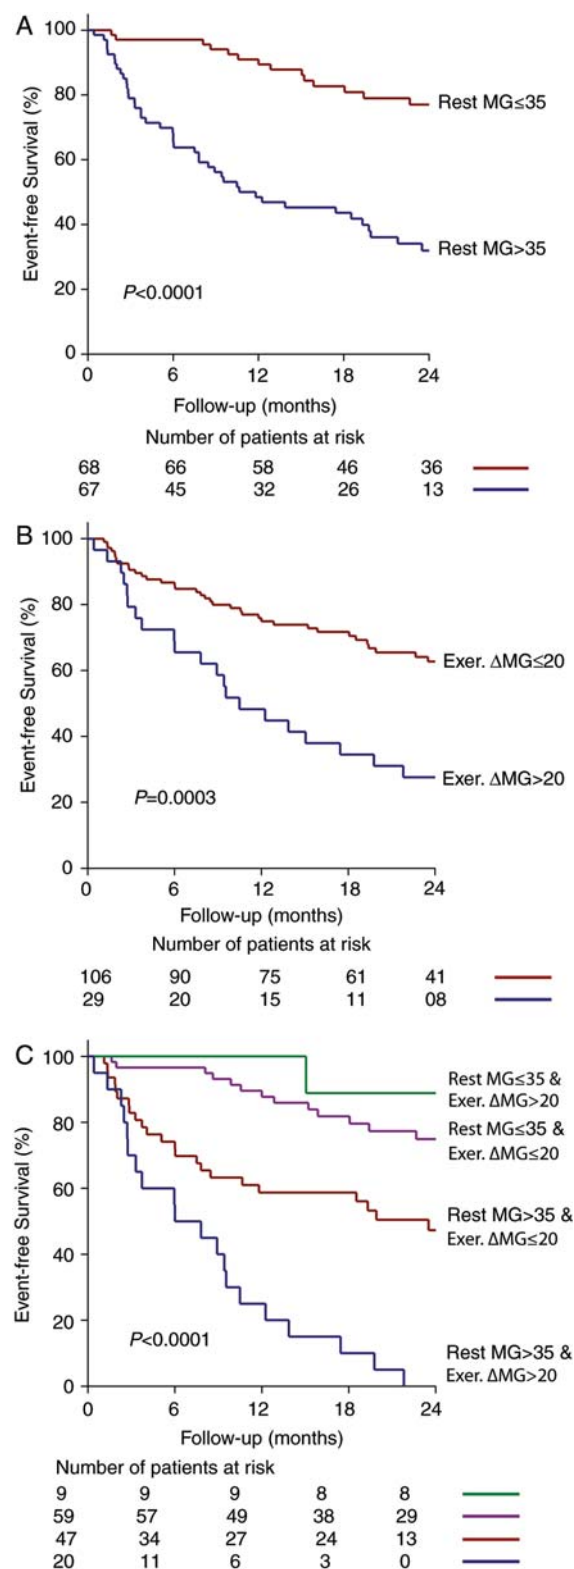 A
100
80
60
40
20
0
Event-free Survival (%)
Rest MG≤35
Rest MG>35
P<0.0001
0 6 12 18 24
Follow-up (months)
Number of patients at risk
68 66 58 46 36
67 45 32 26 13
B
100
80
60
40
20
0
Event-free Survival (%)
Exer. ΔMG≤20
Exer. ΔMG>20
P=0.0003
0 6 12 18 24
Follow-up (months)
Number of patients at risk
106 90 75 61 41
29 20 15 11 08
C
100
80
60
40
20
0
Event-free Survival (%)
Rest MG≤35 &
Exer. ΔMG>20
Rest MG≤35 &
Exer. ΔMG≤20
Rest MG>35 &
Exer. ΔMG≤20
P<0.0001
Rest MG>35 &
Exer. ΔMG>20
0 6 12 18 24
Follow-up (months)
Number of patients at risk
9 9 9 8 8
59 57 49 38 29
47 34 27 24 13
20 11 6 3 0